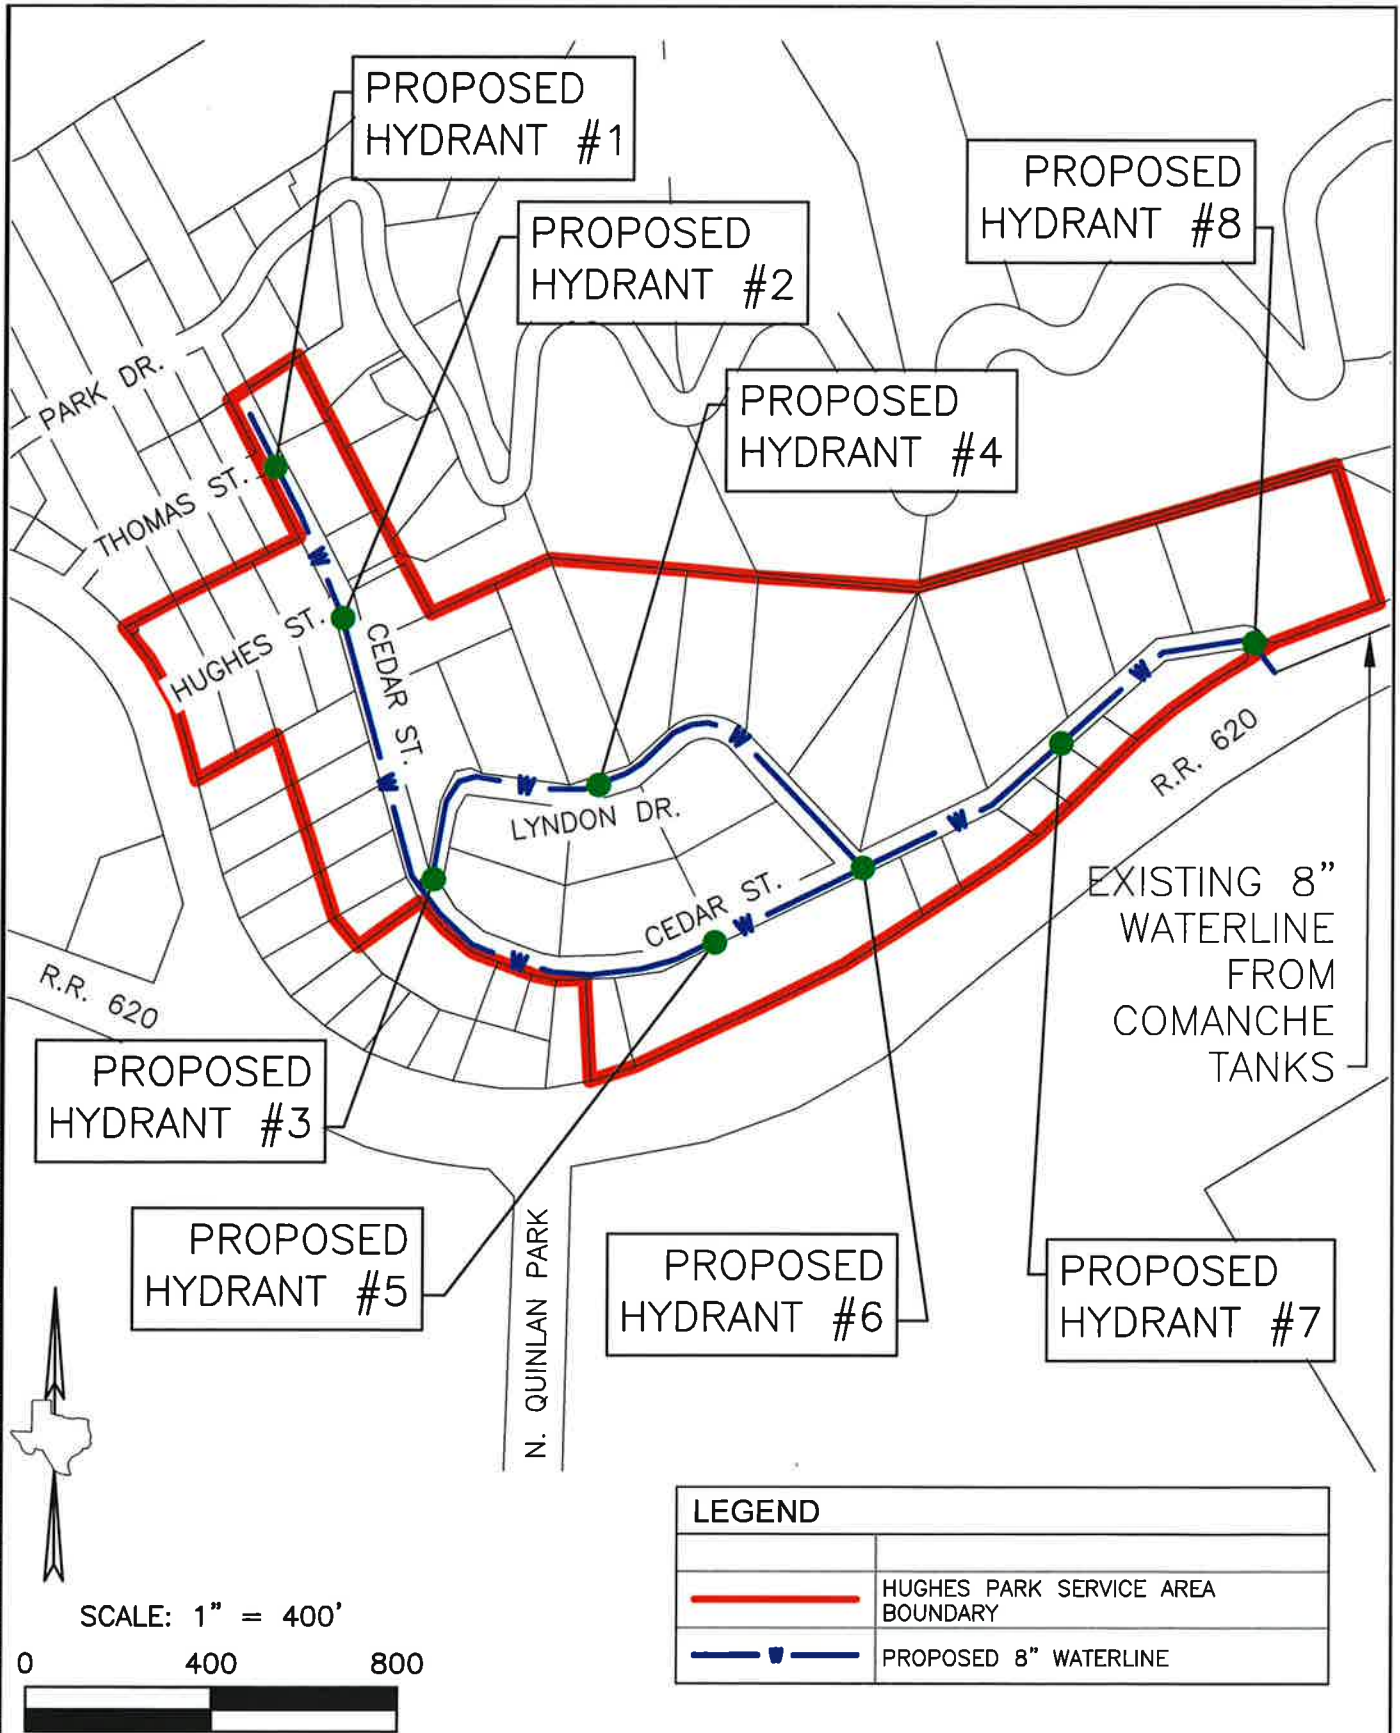 PROPOSED
HYDRANT #1
PROPOSED
HYDRANT #2
PROPOSED
HYDRANT #8
PROPOSED
HYDRANT #4
PARK DR.
THOMAS ST.
HUGHES ST.
CEDAR ST.
LYNDON DR.
CEDAR ST.
R.R. 620
EXISTING 8"
WATERLINE
FROM
COMANCHE
TANKS
R.R. 620
PROPOSED
HYDRANT #3
PROPOSED
HYDRANT #5
N. QUINLAN PARK
PROPOSED
HYDRANT #6
PROPOSED
HYDRANT #7
W
W
W
W
W
W
W
W
LEGEND
HUGHES PARK SERVICE AREA
BOUNDARY
W
PROPOSED 8" WATERLINE
SCALE: 1" = 400'
0 400 800